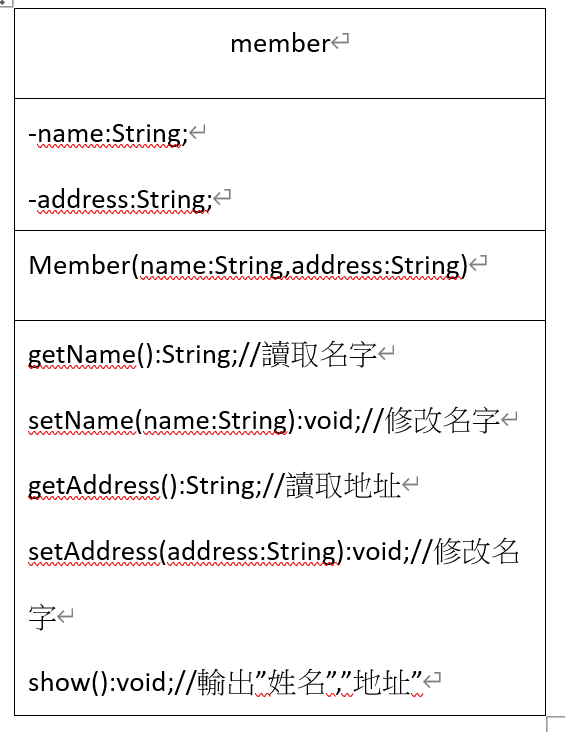 member
-name:String;
-address:String;
Member(name:String,address:String)
getName():String;//讀取名字
setName(name:String):void;//修改名字
getAddress():String;//讀取地址
setAddress(address:String):void;//修改名
字
show():void;//輸出”姓名”,”地址”